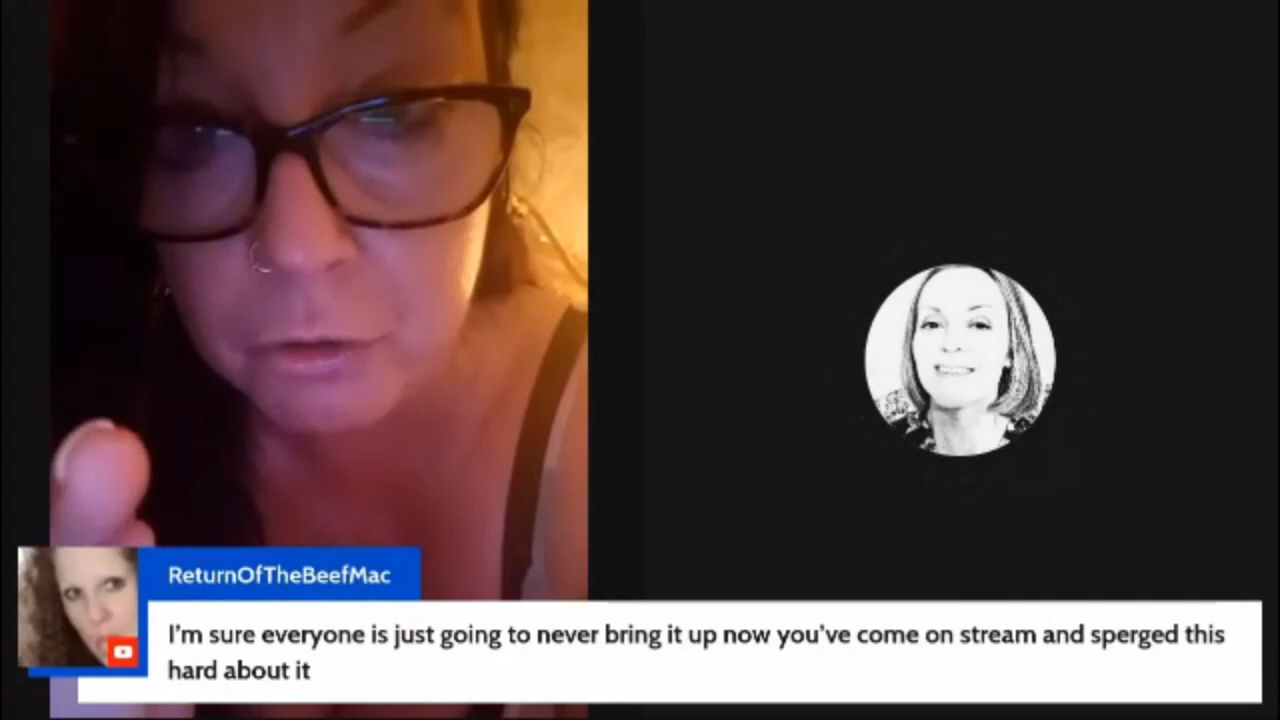 ReturnOfTheBeefMac
I'm sure everyone is just going to never bring it up now you've come on stream and sperged this
hard about it